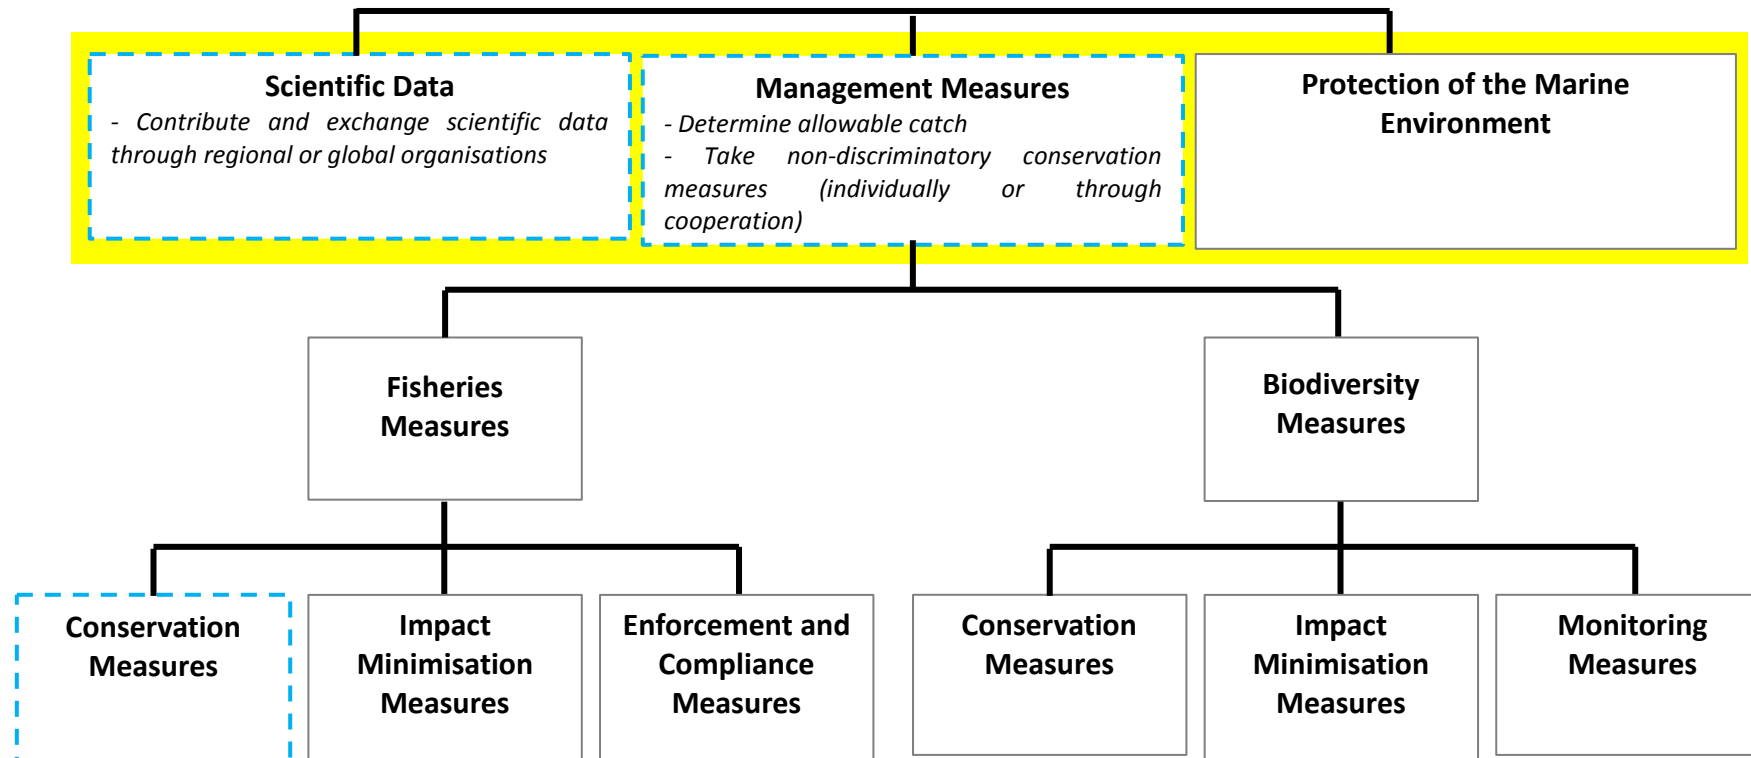 Scientific Data
- Contribute and exchange scientific data
through regional or global organisations
Management Measures
- Determine allowable catch
- Take non-discriminatory conservation
measures (individually or through
cooperation)
Protection of the Marine
Environment
Fisheries
Measures
Biodiversity
Measures
Conservation
Measures
Impact
Minimisation
Measures
Enforcement and
Compliance
Measures
Conservation
Measures
Impact
Minimisation
Measures
Monitoring
Measures